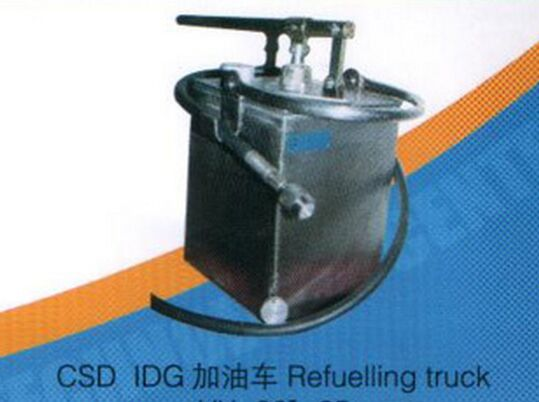 CSD IDG 加油车 Refuelling truck